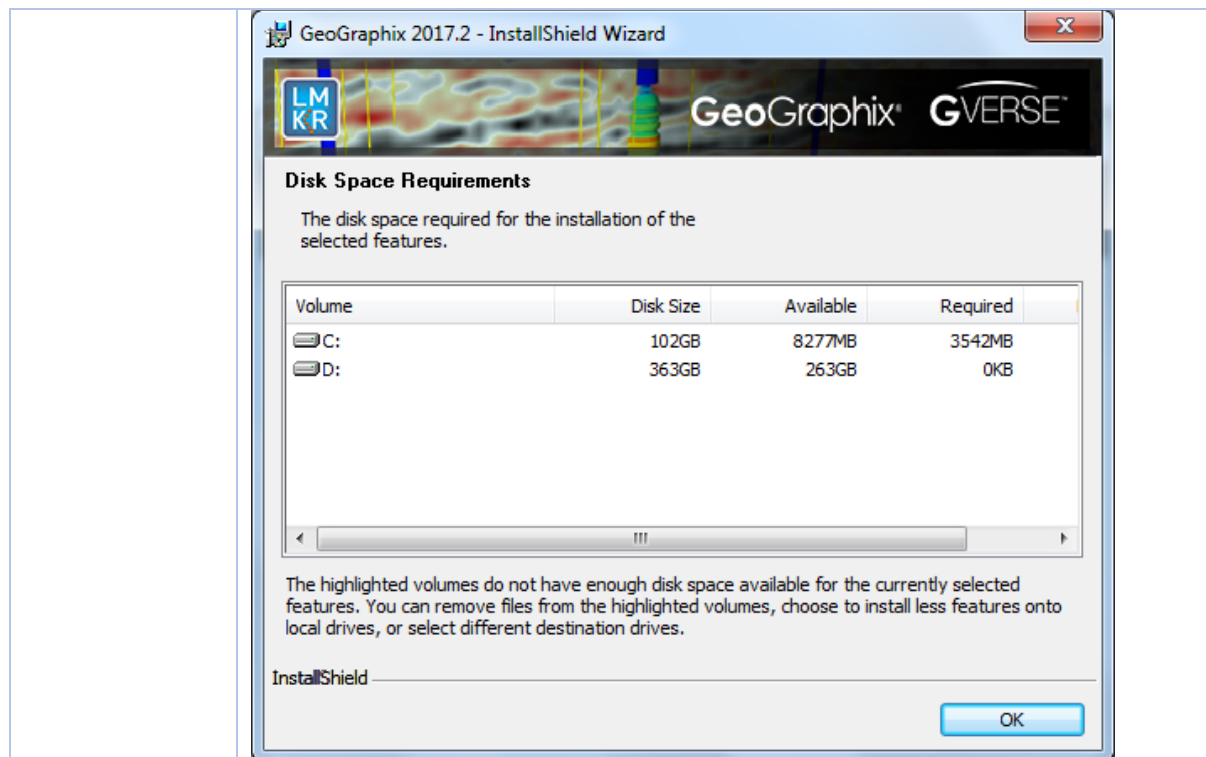 GeoGraphix 2017.2 - InstallShield Wizard
LM
KR
GeoGraphix® GVERSE™
Disk Space Requirements
The disk space required for the installation of the
selected features.
Volume Disk Size Available Required
C: 102GB 8277MB 3542MB
D: 363GB 263GB 0KB
The highlighted volumes do not have enough disk space available for the currently selected
features. You can remove files from the highlighted volumes, choose to install less features onto
local drives, or select different destination drives.
InstallShield
OK